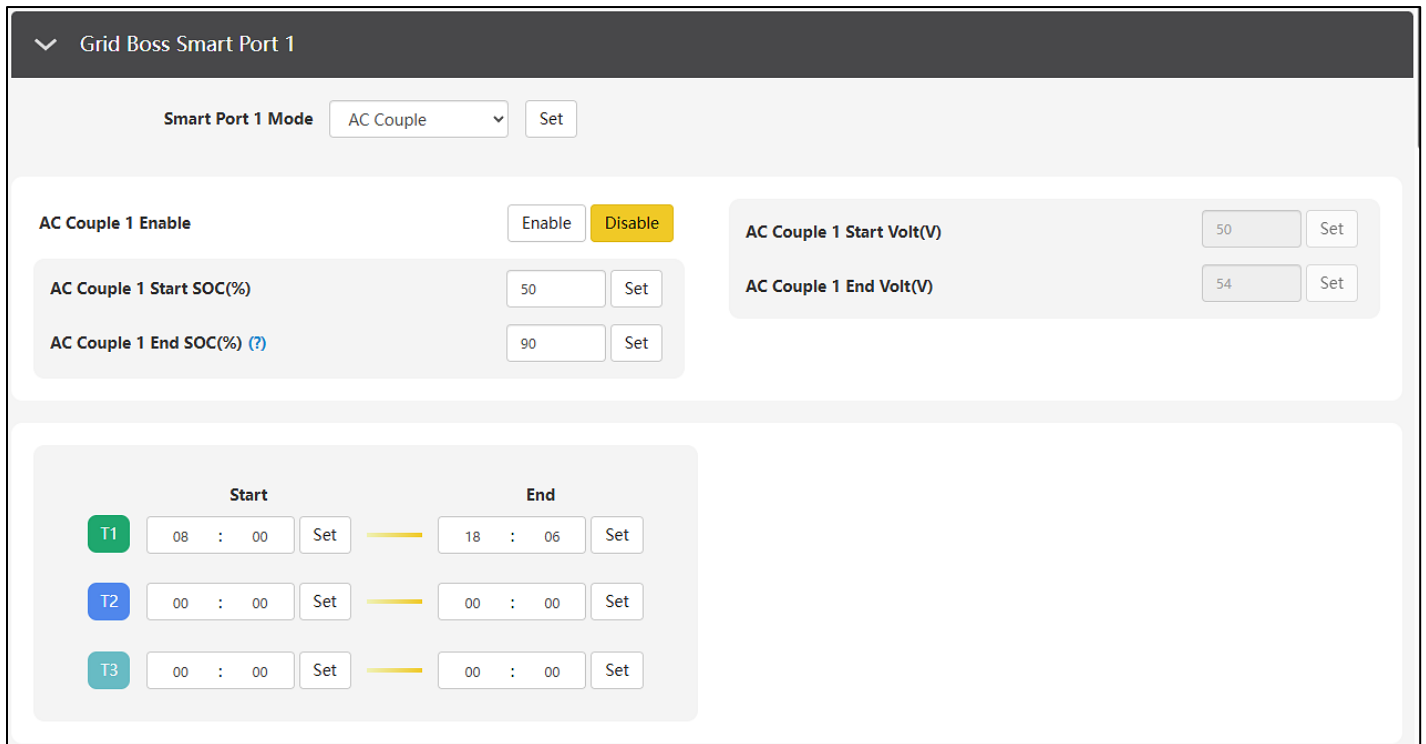 Grid Boss Smart Port 1
Smart Port 1 Mode AC Couple Set
AC Couple 1 Enable Enable Disable
AC Couple 1 Start SOC(%) 50 Set
AC Couple 1 End SOC(%) (?) 90 Set
AC Couple 1 Start Volt(V) 50 Set
AC Couple 1 End Volt(V) 54 Set
Start End
T1 08 : 00 Set 18 : 06 Set
T2 00 : 00 Set 00 : 00 Set
T3 00 : 00 Set 00 : 00 Set